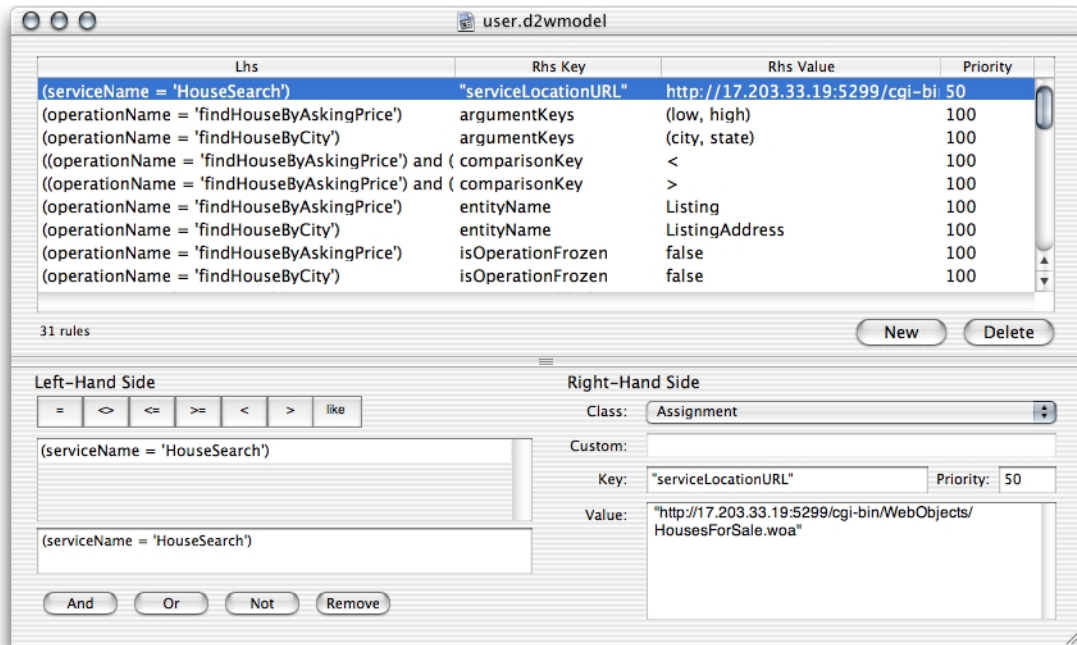 user.d2wmodel
Lhs Rhs Key Rhs Value Priority
(serviceName = 'HouseSearch') "serviceLocationURL" http://17.203.33.19:5299/cgi-bi 50
(operationName = 'findHouseByAskingPrice') argumentKeys (low, high) 100
(operationName = 'findHouseByCity') argumentKeys (city, state) 100
((operationName = 'findHouseByAskingPrice') and ( comparisonKey < 100
((operationName = 'findHouseByAskingPrice') and ( comparisonKey > 100
(operationName = 'findHouseByAskingPrice') entityName Listing 100
(operationName = 'findHouseByCity') entityName ListingAddress 100
(operationName = 'findHouseByAskingPrice') isOperationFrozen false 100
(operationName = 'findHouseByCity') isOperationFrozen false 100
31 rules New Delete
Left-Hand Side Right-Hand Side
= <> <= >= < > like
Class: Assignment
(serviceName = 'HouseSearch')
Custom:
Key: "serviceLocationURL" Priority: 50
Value: "http://17.203.33.19:5299/cgi-bin/WebObjects/
HousesForSale.woa"
(serviceName = 'HouseSearch')
And Or Not Remove